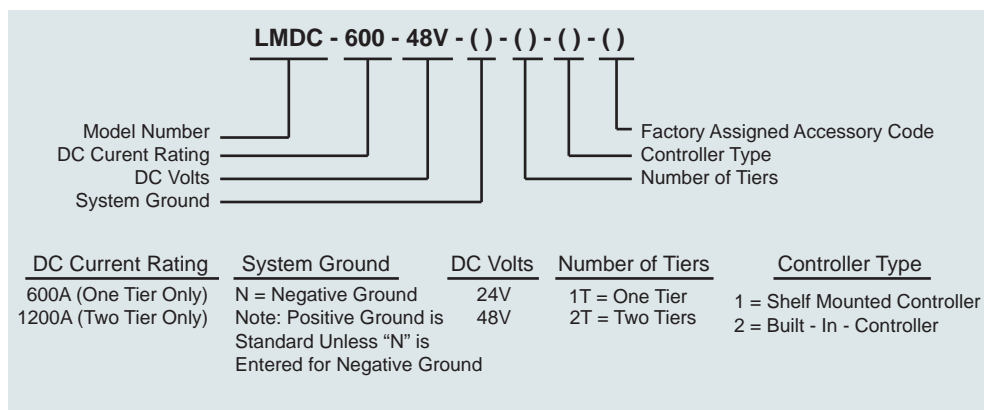 LMDC - 600 - 48V - ( ) - ( ) - ( ) - ( )
Model Number
DC Curent Rating
DC Volts
System Ground
Factory Assigned Accessory Code
Controller Type
Number of Tiers
DC Current Rating
600A (One Tier Only)
1200A (Two Tier Only)
System Ground
N = Negative Ground
Note: Positive Ground is
Standard Unless “N” is
Entered for Negative Ground
DC Volts
24V
48V
Number of Tiers
1T = One Tier
2T = Two Tiers
Controller Type
1 = Shelf Mounted Controller
2 = Built - In - Controller